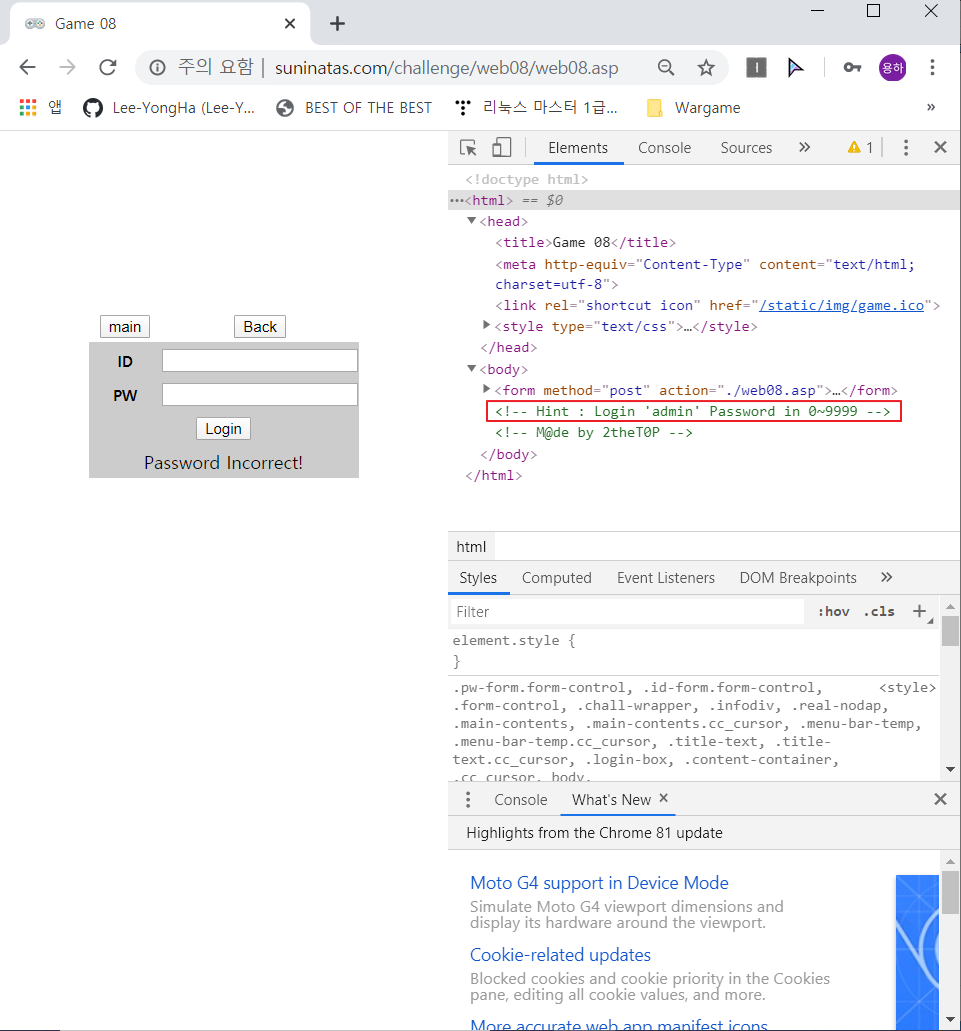 Game 08
주의 요함 | suninatas.com/challenge/web08/web08.asp
용하
앱 Lee-YongHa (Lee-Y... BEST OF THE BEST 리눅스 마스터 1급... Wargame »
main Back
ID
PW
Login
Password Incorrect!
Elements Console Sources » 1
<!doctype html>
•••<html> == $0
▼<head>
<title>Game 08</title>
<meta http-equiv="Content-Type" content="text/html;
charset=utf-8">
<link rel="shortcut icon" href="/static/img/game.ico">
▶<style type="text/css">…</style>
</head>
▼<body>
▶<form method="post" action="./web08.asp">…</form>
<!-- Hint : Login 'admin' Password in 0~9999 -->
<!-- M@de by 2theT0P -->
</body>
</html>
html
Styles Computed Event Listeners DOM Breakpoints »
Filter :hov .cls +
element.style {
}
.pw-form.form-control, .id-form.form-control, <style>
.form-control, .chall-wrapper, .infodiv, .real-nodap,
.main-contents, .main-contents.cc_cursor, .menu-bar-temp,
.menu-bar-temp.cc_cursor, .title-text, .title-
text.cc_cursor, .login-box, .content-container,
.cc_cursor, body,
Console What's New ×
Highlights from the Chrome 81 update
Moto G4 support in Device Mode
Simulate Moto G4 viewport dimensions and
display its hardware around the viewport.
Cookie-related updates
Blocked cookies and cookie priority in the Cookies
pane, editing all cookie values, and more.
More accurate web app manifest icons